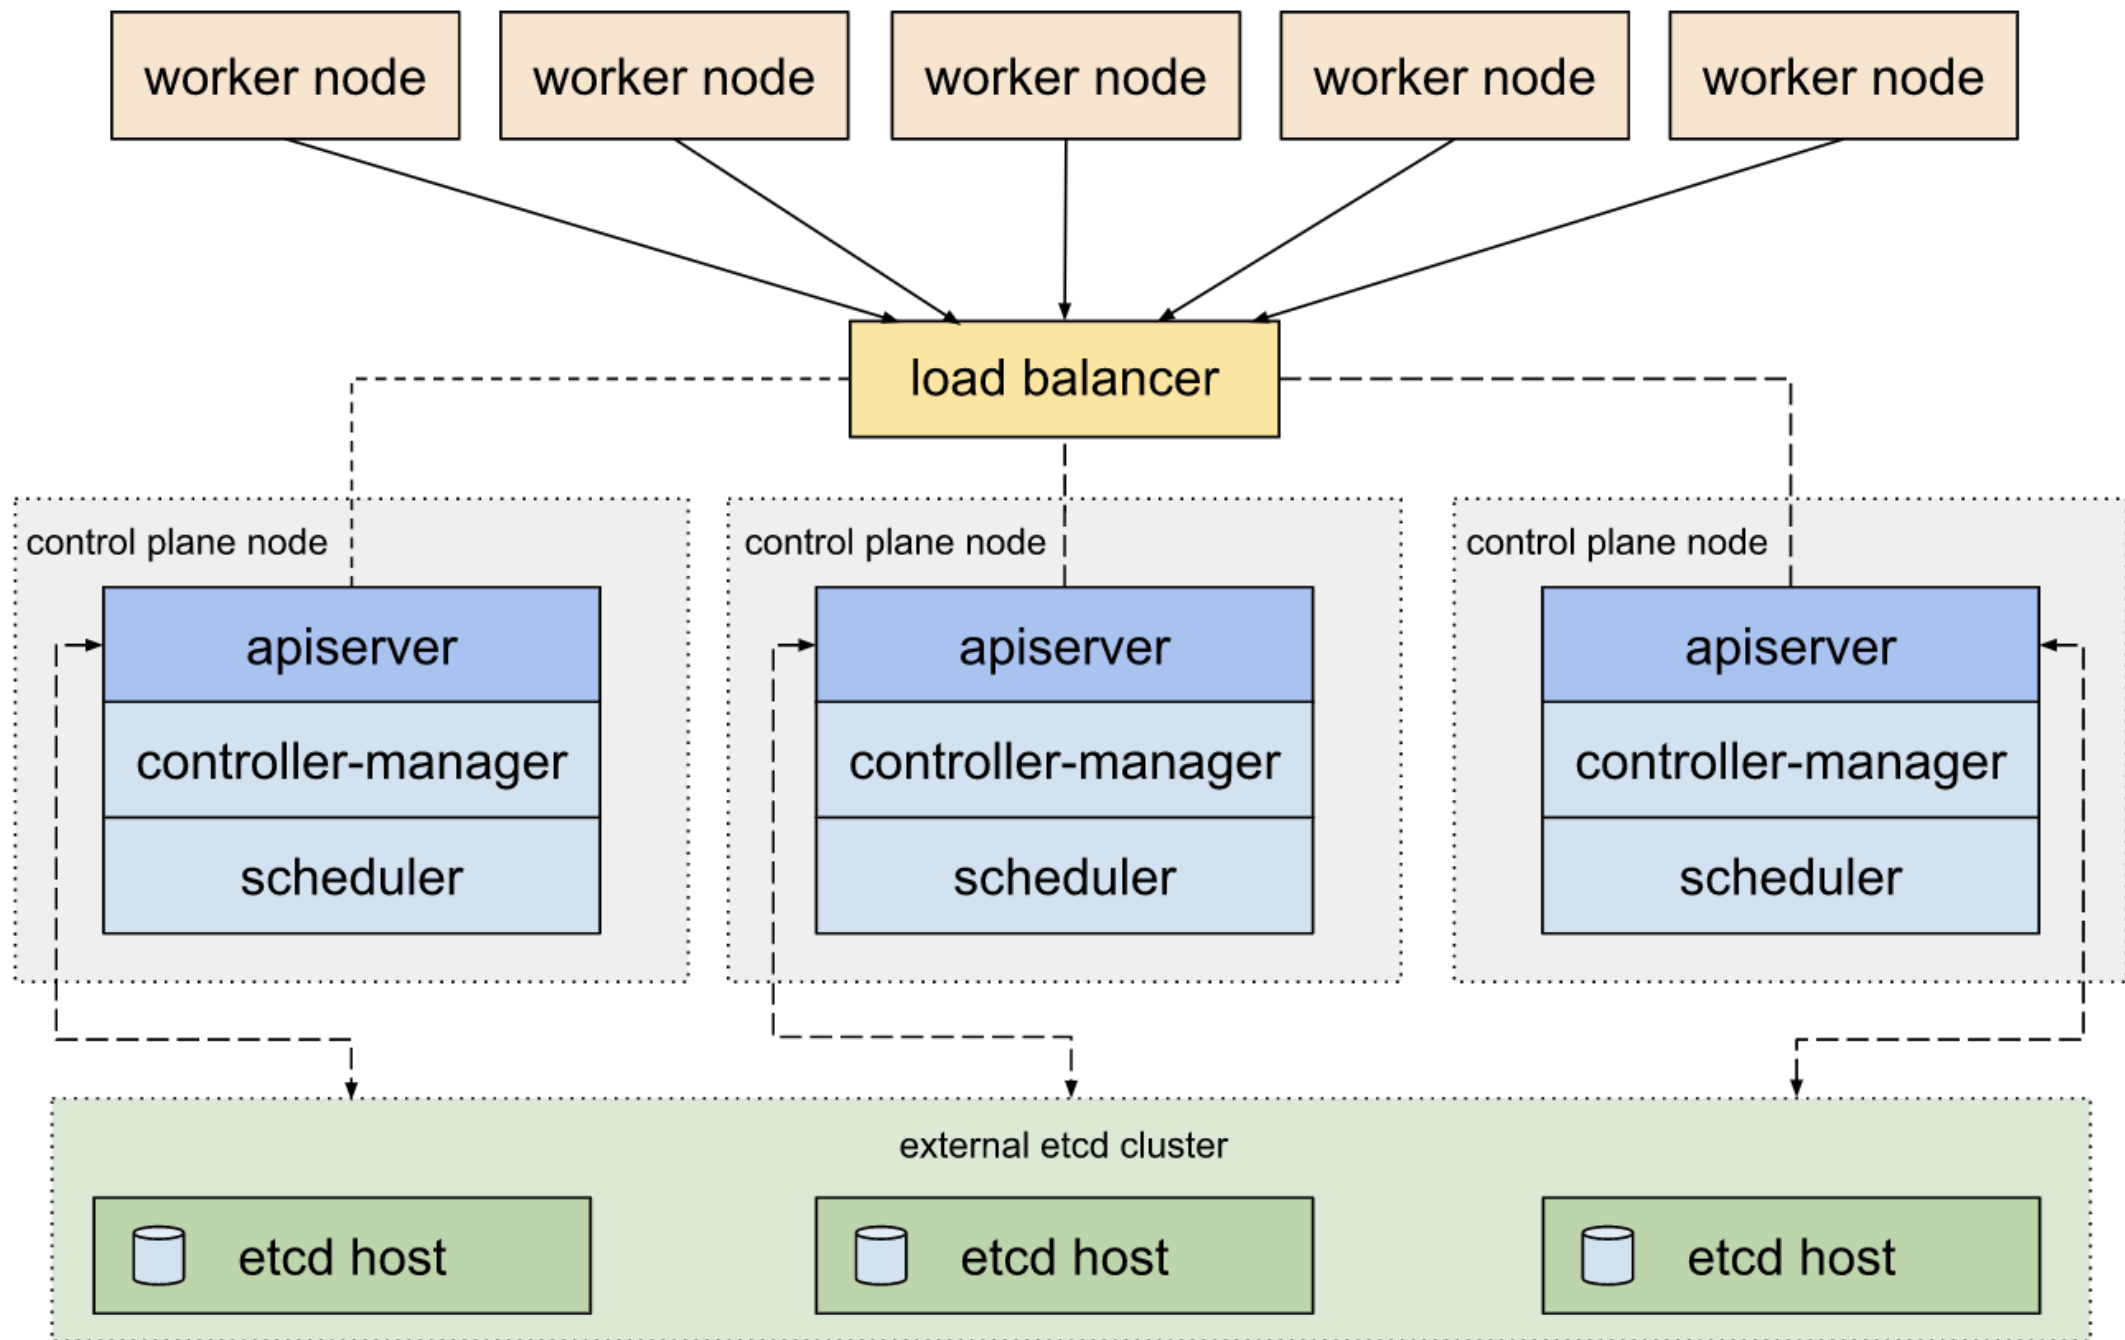 worker node
worker node
worker node
worker node
worker node
load balancer
control plane node
control plane node
control plane node
apiserver
apiserver
apiserver
controller-manager
controller-manager
controller-manager
scheduler
scheduler
scheduler
external etcd cluster
etcd host
etcd host
etcd host